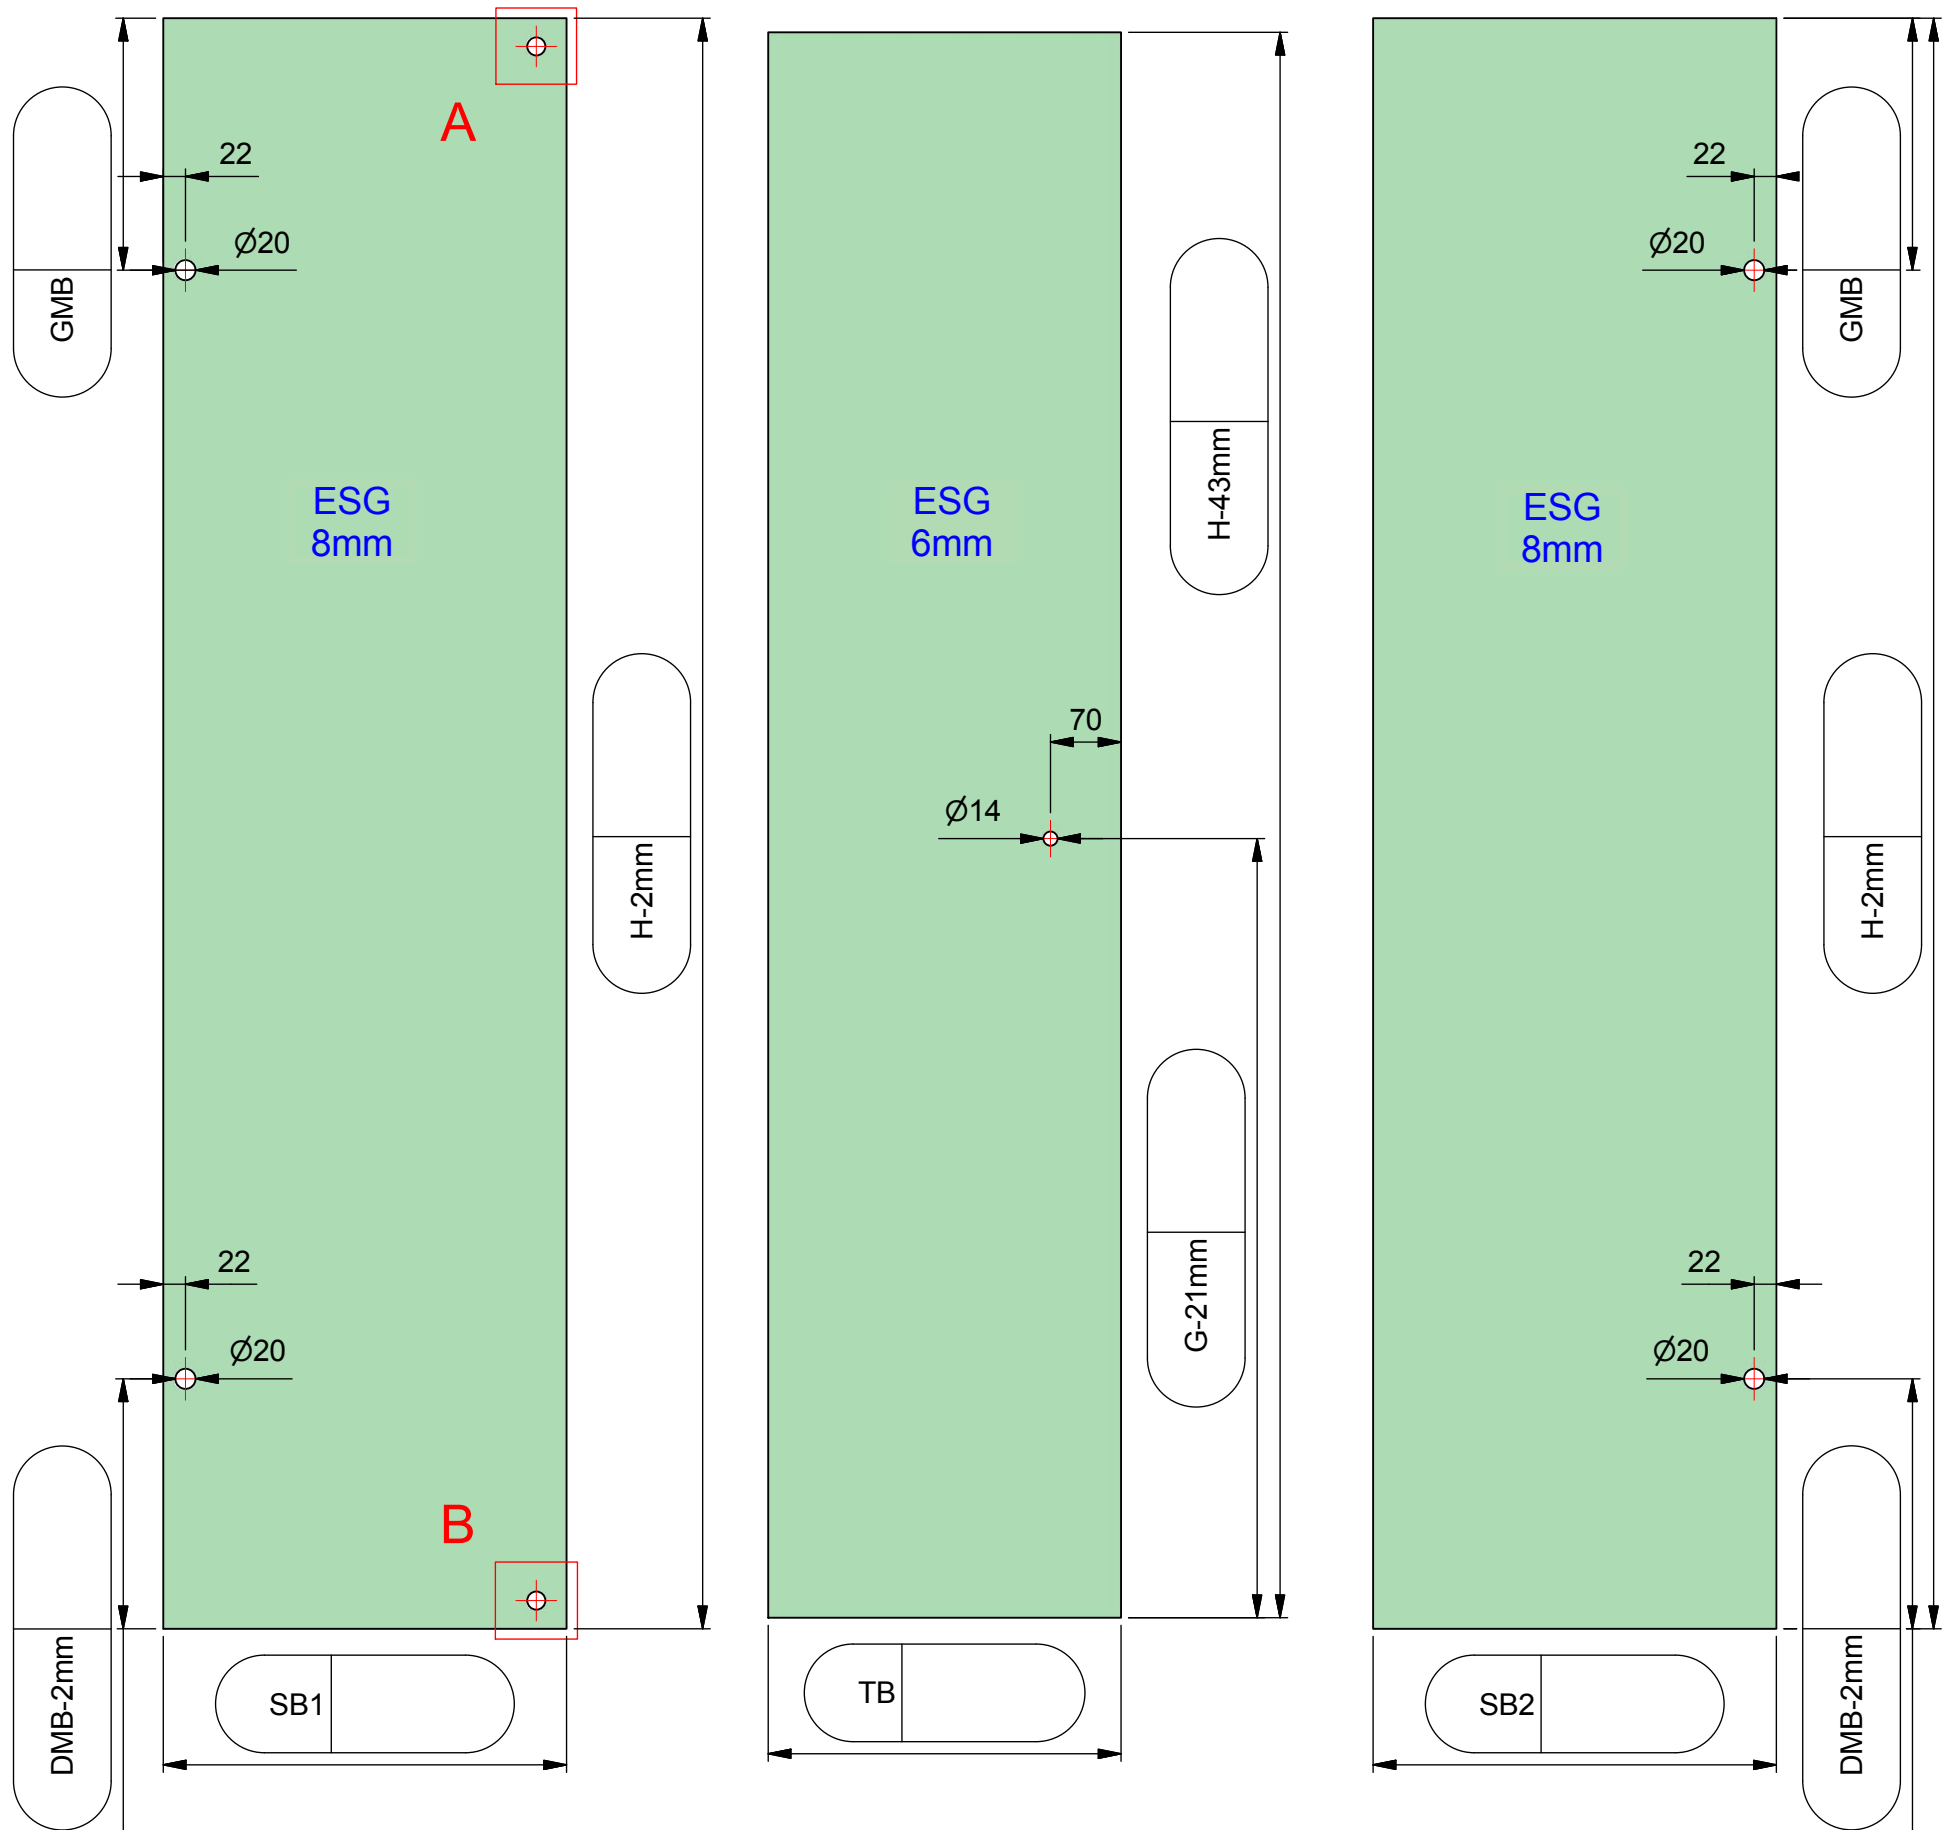 A
22
Ø20
GMB
ESG
8mm
H-2mm
22
Ø20
B
DMB-2mm
SB1
ESG
6mm
H-43mm
70
Ø14
G-21mm
TB
22
Ø20
GMB
ESG
8mm
H-2mm
22
Ø20
DMB-2mm
SB2